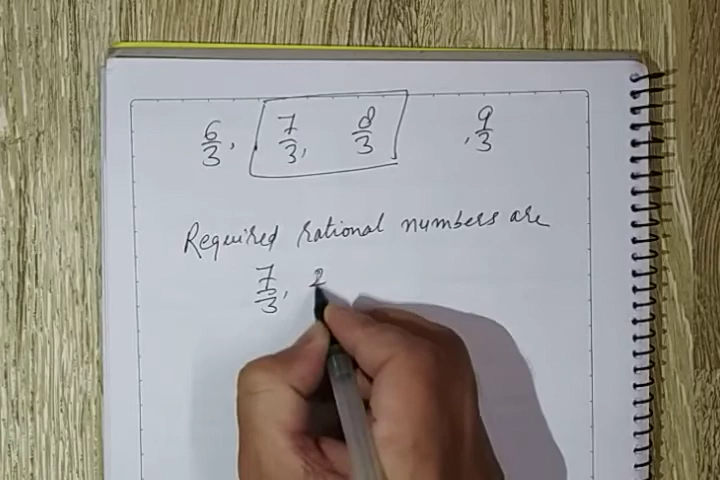 6/3, 7/3, 8/3, 9/3
Required rational numbers are
7/3,